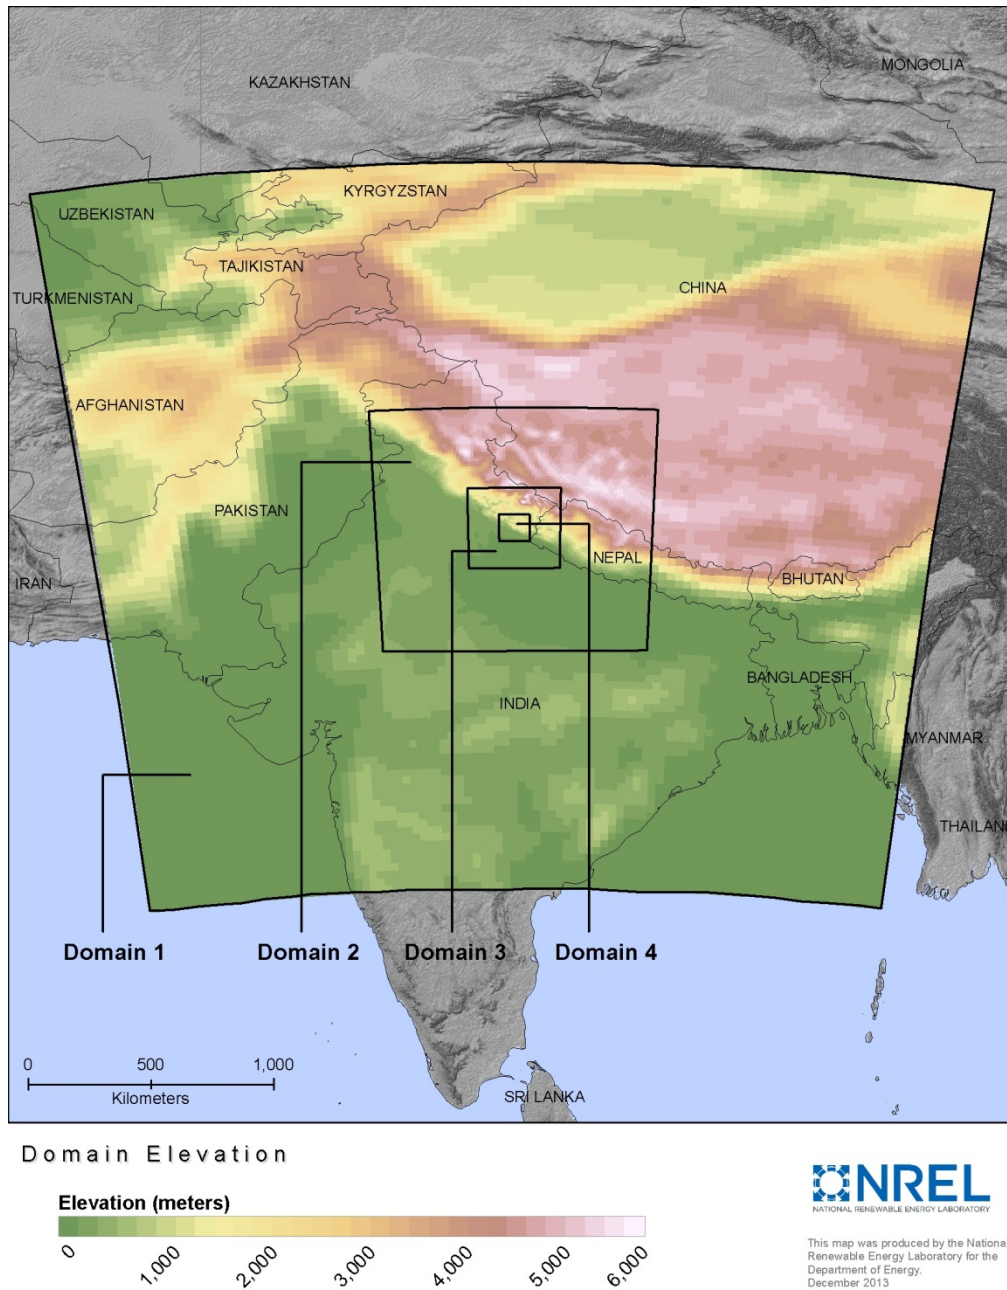 MONGOLIA
KAZAKHSTAN
KYRGYZSTAN
UZBEKISTAN
TAJIKISTAN
CHINA
TURKMENISTAN
AFGHANISTAN
PAKISTAN
NEPAL
BHUTAN
IRAN
BANGLADESH
INDIA
MYANMAR
THAILAN
Domain 1 Domain 2 Domain 3 Domain 4
0 500 1,000
Kilometers
SRI LANKA
Domain Elevation
Elevation (meters)
0 1,000 2,000 3,000 4,000 5,000 6,000
NREL
NATIONAL RENEWABLE ENERGY LABORATORY
This map was produced by the National
Renewable Energy Laboratory for the
Department of Energy.
December 2013